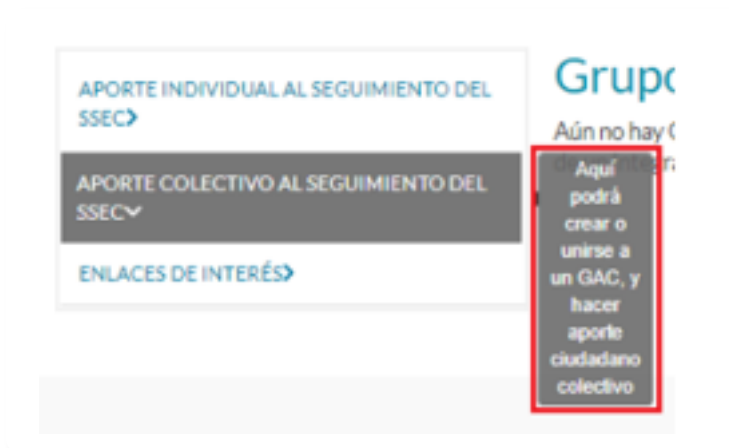 APORTE INDIVIDUAL AL SEGUIMIENTO DEL
SSEC
APORTE COLECTIVO AL SEGUIMIENTO DEL
SSEC
ENLACES DE INTERÉS
Grupo
Aún no hay
Aquí
podrá
crear o
unirse a
un GAC, y
hacer
aporte
ciudadano
colectivo